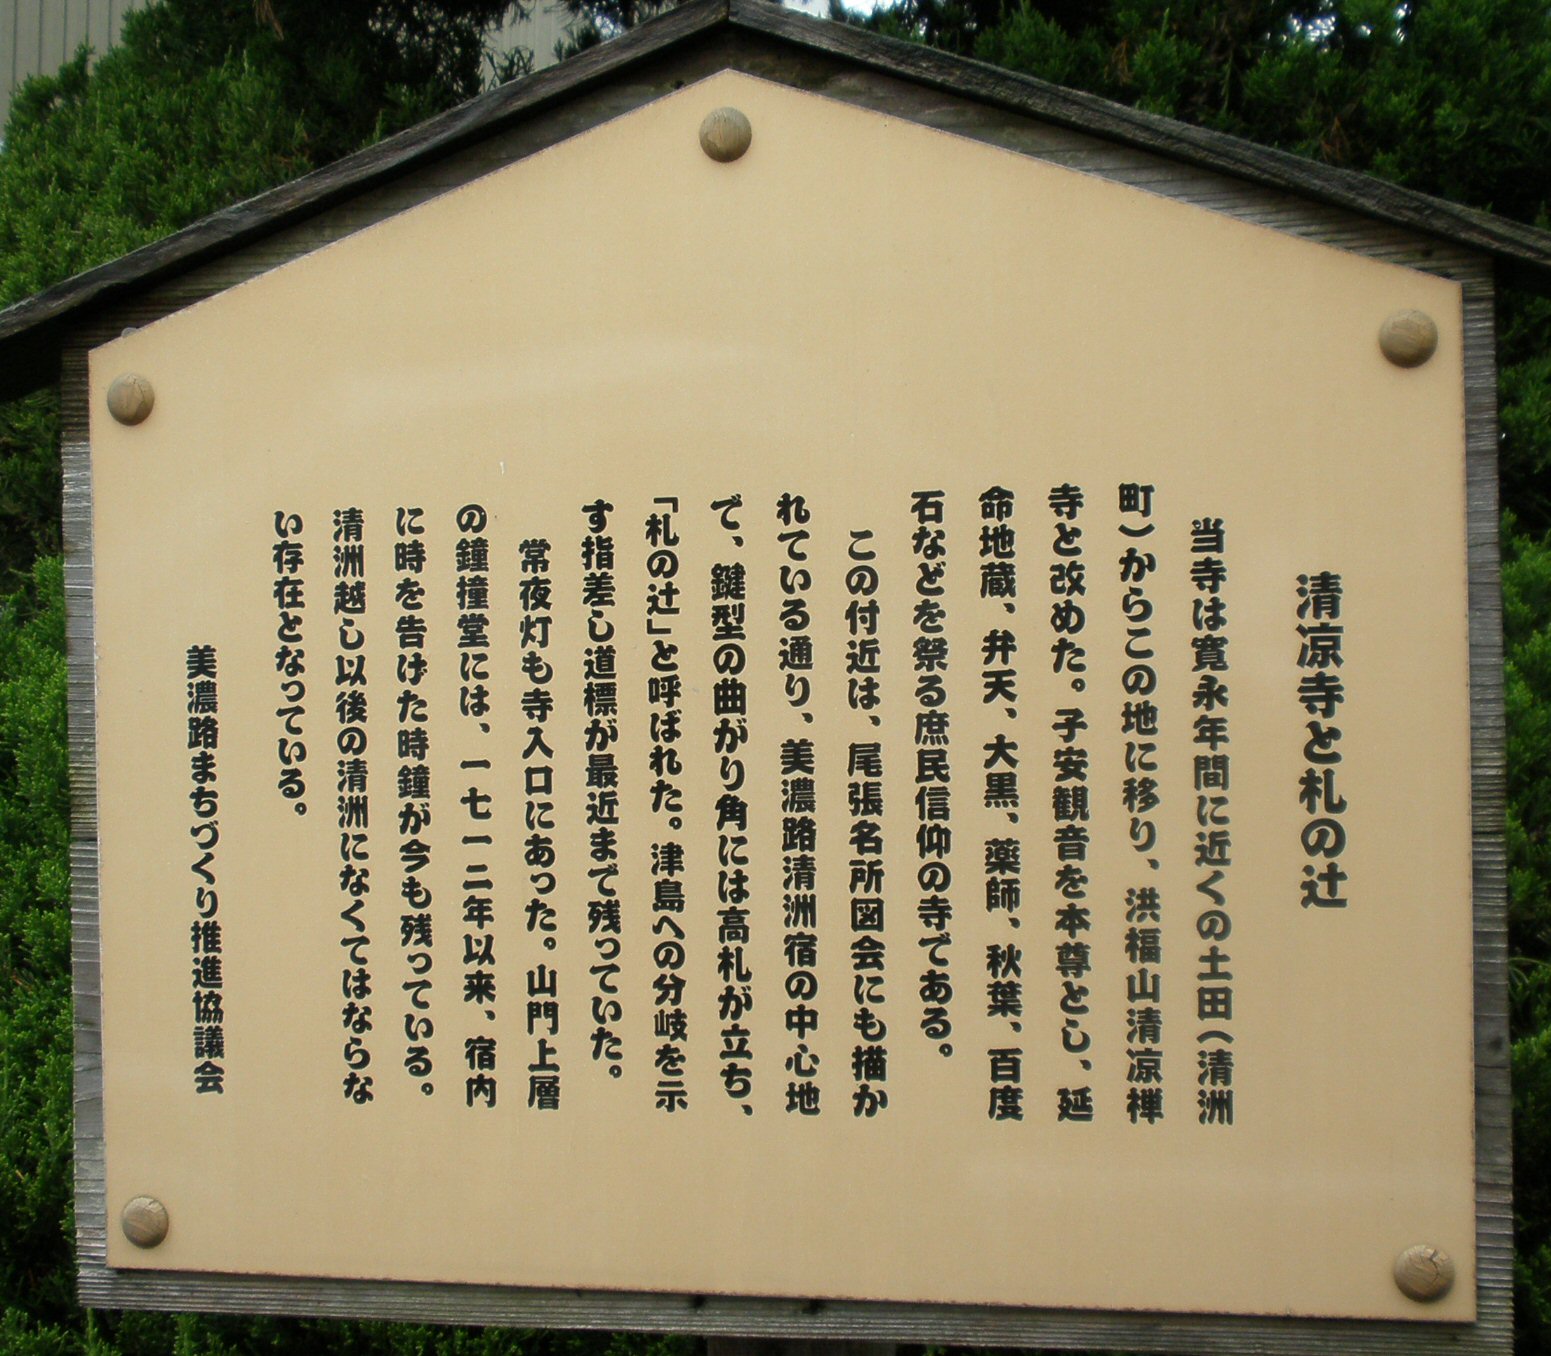 清凉寺と札の辻
当寺は寛永年間に近くの土田(清洲
町)からこの地に移り、洪福山清凉禅
寺と改めた。子安観音を本尊とし、延
命地蔵、弁天、大黒、薬師、秋葉、百度
石などを祭る庶民信仰の寺である。
この付近は、尾張名所図会にも描か
れている通り、美濃路清洲宿の中心地
で、鍵型の曲がり角には高札が立ち、
「札の辻」と呼ばれた。津島への分岐を示
す指差し道標が最近まで残っていた。
常夜灯も寺入口にあった。山門上層
の鐘撞堂には、一七一二年以来、宿内
に時を告げた時鐘が今も残っている。
清洲越し以後の清洲になくてはならな
い存在となっている。
美濃路まちづくり推進協議会